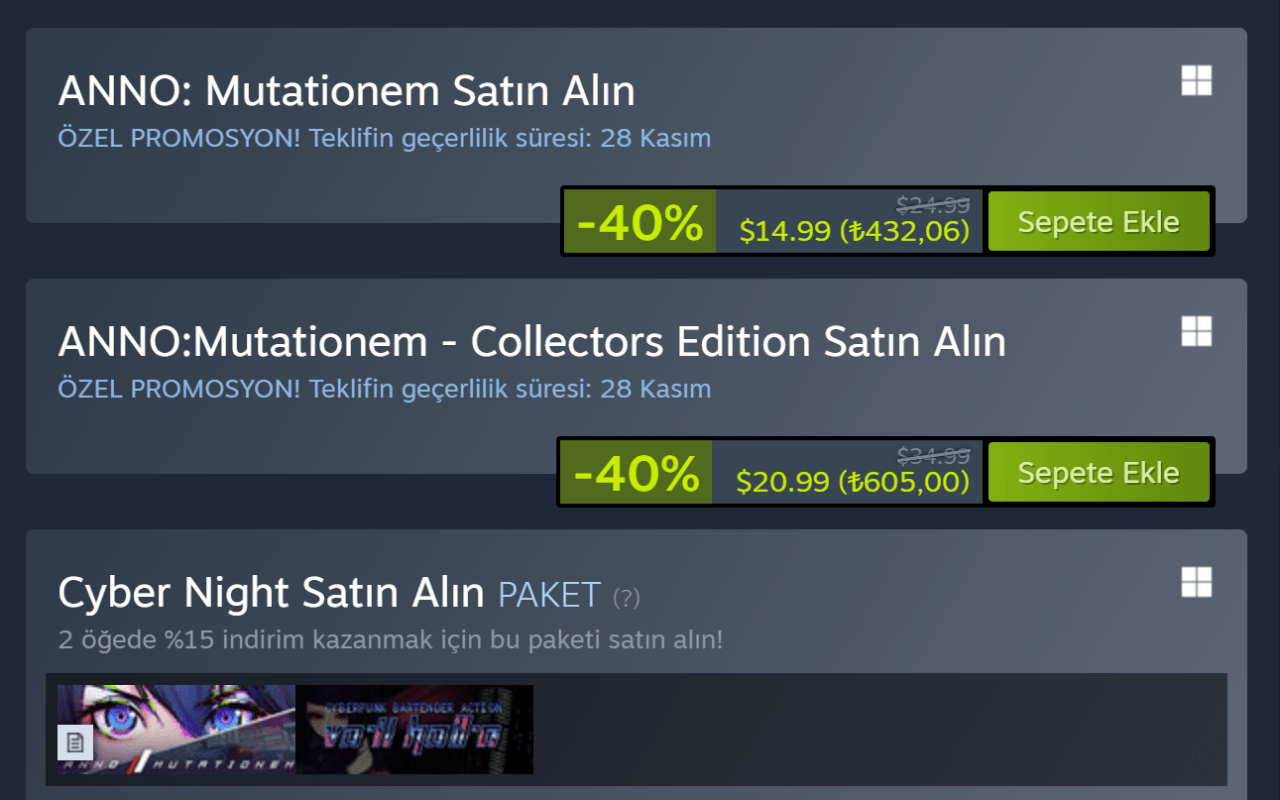 ANNO: Mutationem Satın Alın
ÖZEL PROMOSYON! Teklifin geçerlilik süresi: 28 Kasım
-40%
$24.99
$14.99 (₺432,06)
Sepete Ekle
ANNO:Mutationem - Collectors Edition Satın Alın
ÖZEL PROMOSYON! Teklifin geçerlilik süresi: 28 Kasım
-40%
$34.99
$20.99 (₺605,00)
Sepete Ekle
Cyber Night Satın Alın PAKET (?)
2 öğede %15 indirim kazanmak için bu paketi satın alın!
CYBERPUNK BARTENDER ACTION
va11 hall-a
ANNO MUTATIONEM